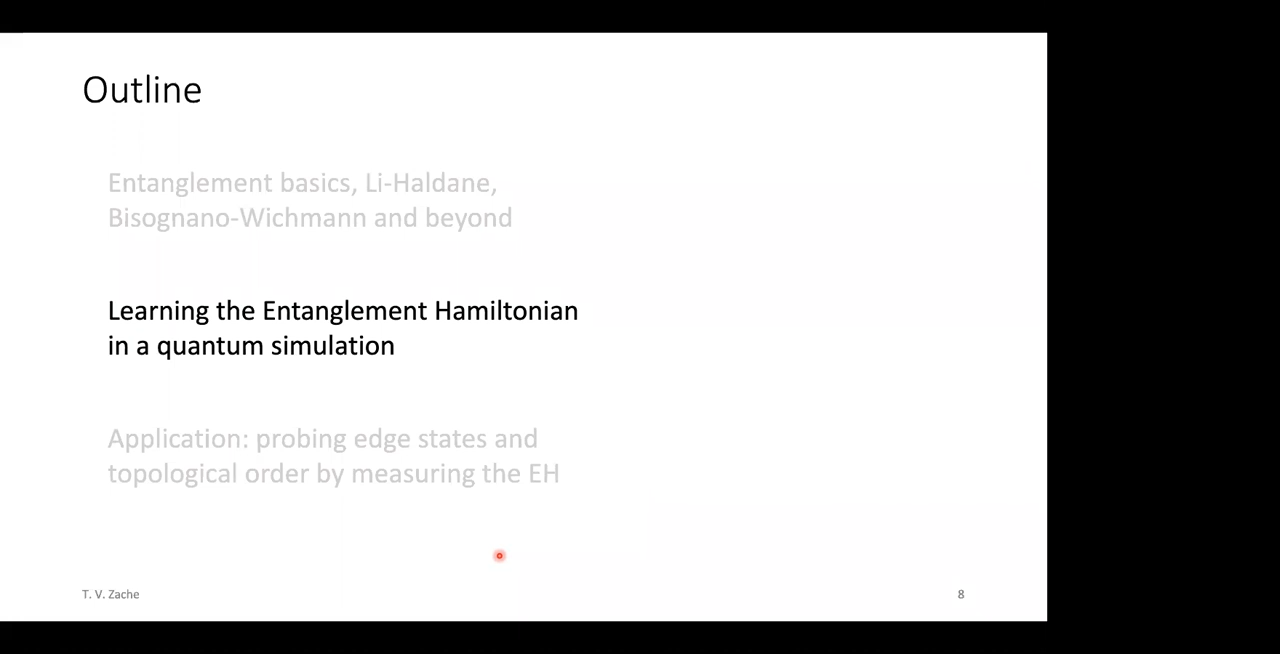 Outline
Entanglement basics, Li-Haldane,
Bisognano-Wichmann and beyond
Learning the Entanglement Hamiltonian
in a quantum simulation
Application: probing edge states and
topological order by measuring the EH
T. V. Zache
8